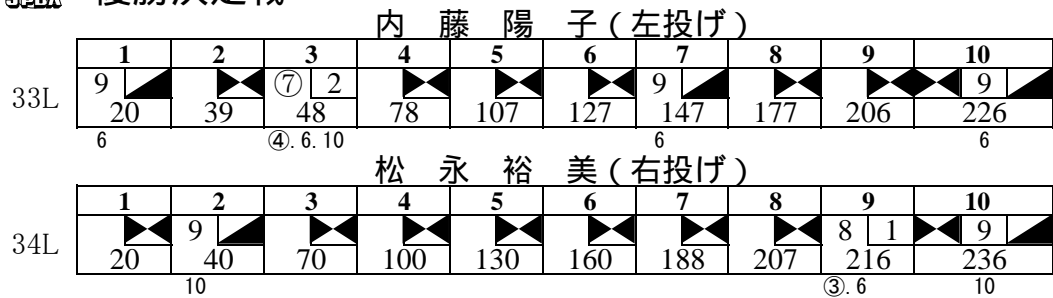 JPBA 優勝決定戦
内 藤 陽 子 ( 左投げ )
1 2 3 4 5 6 7 8 9 10
33L 9 ⑦ 2 9 9
20 39 48 78 107 127 147 177 206 226
6 ④. 6. 10 6 6
松 永 裕 美 ( 右投げ )
1 2 3 4 5 6 7 8 9 10
34L 9 8 1 9
20 40 70 100 130 160 188 207 216 236
10 ③. 6 10